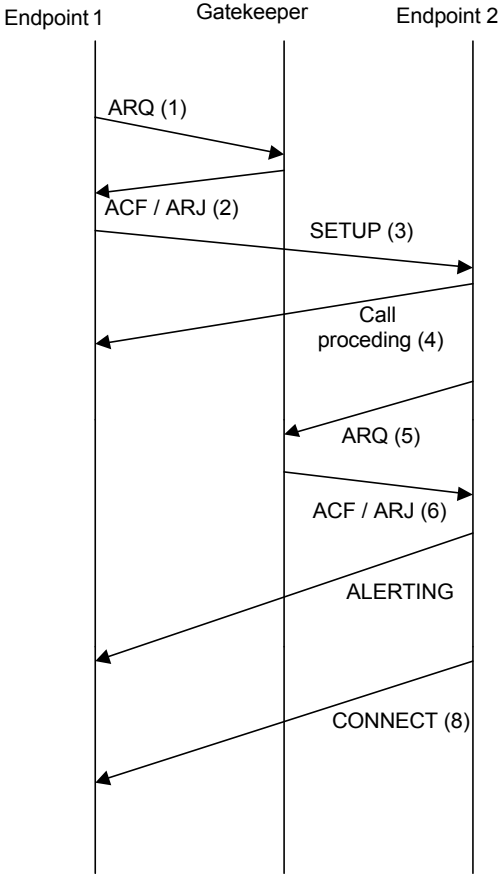 Endpoint 1
Gatekeeper
Endpoint 2
ARQ (1)
ACF / ARJ (2)
SETUP (3)
Call
proceding (4)
ARQ (5)
ACF / ARJ (6)
ALERTING
CONNECT (8)